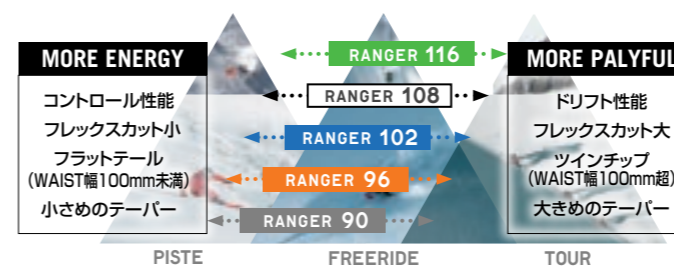 MORE ENERGY
コントロール性能
フレックスカット小
フラットテール
(WAIST幅100mm未満)
小さめのテーパー
RANGER 116
RANGER 108
RANGER 102
RANGER 96
RANGER 90
MORE PALYFUL
ドリフト性能
フレックスカット大
ツインチップ
(WAIST幅100mm超)
大きめのテーパー
PISTE
FREERIDE
TOUR